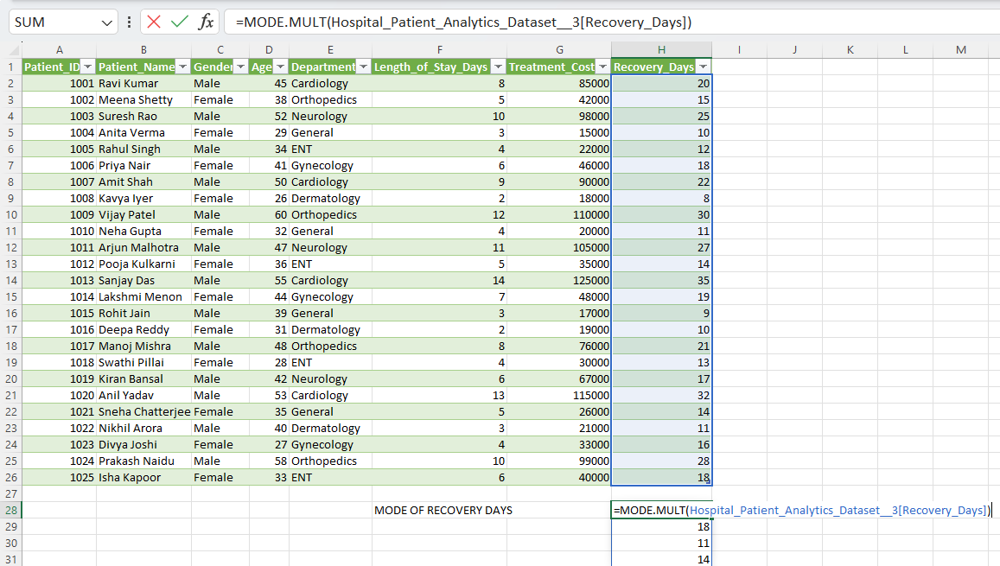 SUM fx =MODE.MULT(Hospital_Patient_Analytics_Dataset__3[Recovery_Days])
A B C D E F G H I J K L M
1 Patient_ID Patient_Name Gender Age Department Length_of_Stay_Days Treatment_Cost Recovery_Days
2 1001 Ravi Kumar Male 45 Cardiology 8 85000 20
3 1002 Meena Shetty Female 38 Orthopedics 5 42000 15
4 1003 Suresh Rao Male 52 Neurology 10 98000 25
5 1004 Anita Verma Female 29 General 3 15000 10
6 1005 Rahul Singh Male 34 ENT 4 22000 12
7 1006 Priya Nair Female 41 Gynecology 6 46000 18
8 1007 Amit Shah Male 50 Cardiology 9 90000 22
9 1008 Kavya Iyer Female 26 Dermatology 2 18000 8
10 1009 Vijay Patel Male 60 Orthopedics 12 110000 30
11 1010 Neha Gupta Female 32 General 4 20000 11
12 1011 Arjun Malhotra Male 47 Neurology 11 105000 27
13 1012 Pooja Kulkarni Female 36 ENT 5 35000 14
14 1013 Sanjay Das Male 55 Cardiology 14 125000 35
15 1014 Lakshmi Menon Female 44 Gynecology 7 48000 19
16 1015 Rohit Jain Male 39 General 3 17000 9
17 1016 Deepa Reddy Female 31 Dermatology 2 19000 10
18 1017 Manoj Mishra Male 48 Orthopedics 8 76000 21
19 1018 Swathi Pillai Female 28 ENT 4 30000 13
20 1019 Kiran Bansal Male 42 Neurology 6 67000 17
21 1020 Anil Yadav Male 53 Cardiology 13 115000 32
22 1021 Sneha Chatterjee Female 35 General 5 26000 14
23 1022 Nikhil Arora Male 40 Dermatology 3 21000 11
24 1023 Divya Joshi Female 27 Gynecology 4 33000 16
25 1024 Prakash Naidu Male 58 Orthopedics 10 99000 28
26 1025 Isha Kapoor Female 33 ENT 6 40000 18
27
28 MODE OF RECOVERY DAYS =MODE.MULT(Hospital_Patient_Analytics_Dataset__3[Recovery_Days])
29 18
30 11
31 14